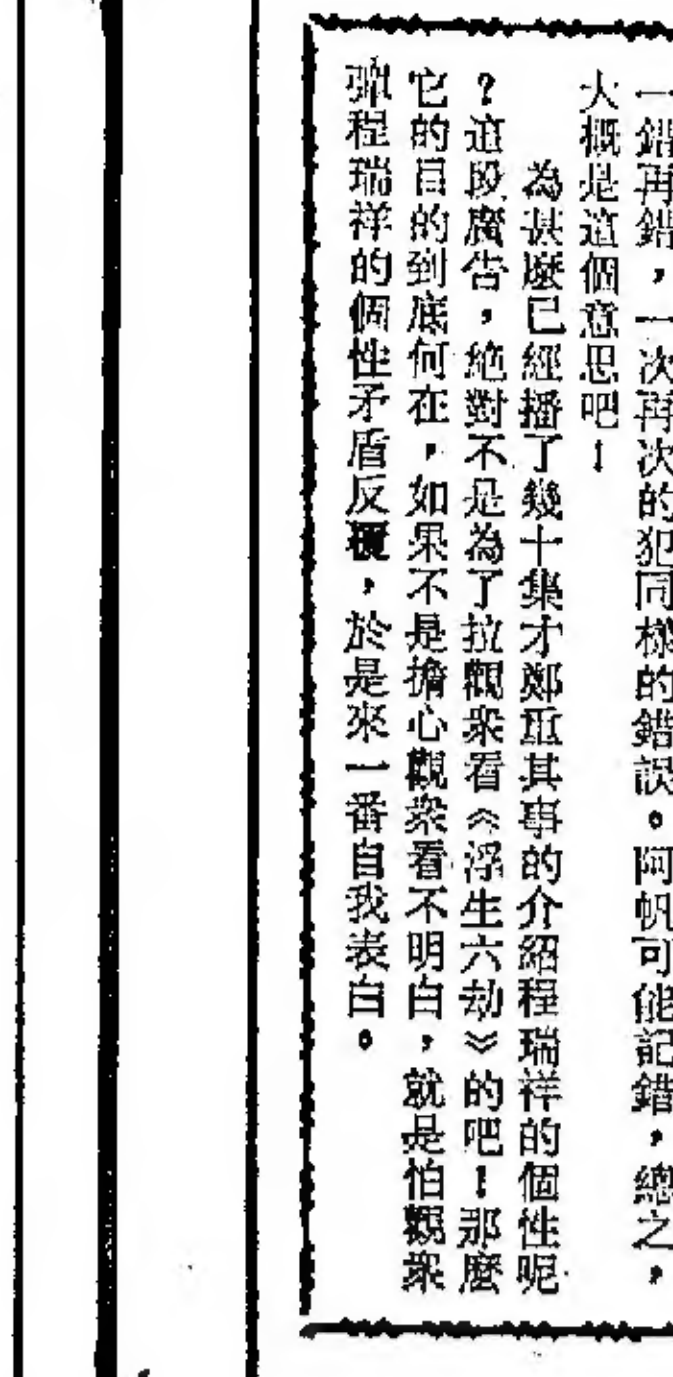 一錯再錯，一次再次的犯同樣的錯誤。阿帆可能記錯，總之，
大概是這個意思吧！
為甚麼已經播了幾十集才鄭重其事的介紹程瑞祥的個性呢
？這段廣告，絕對不是為了拉觀衆看《浮生六劫》的吧！那麼
它的目的到底何在，如果不是擔心觀衆看不明白，就是怕觀衆
彈程瑞祥的個性矛盾反覆，於是來一番自我表白。